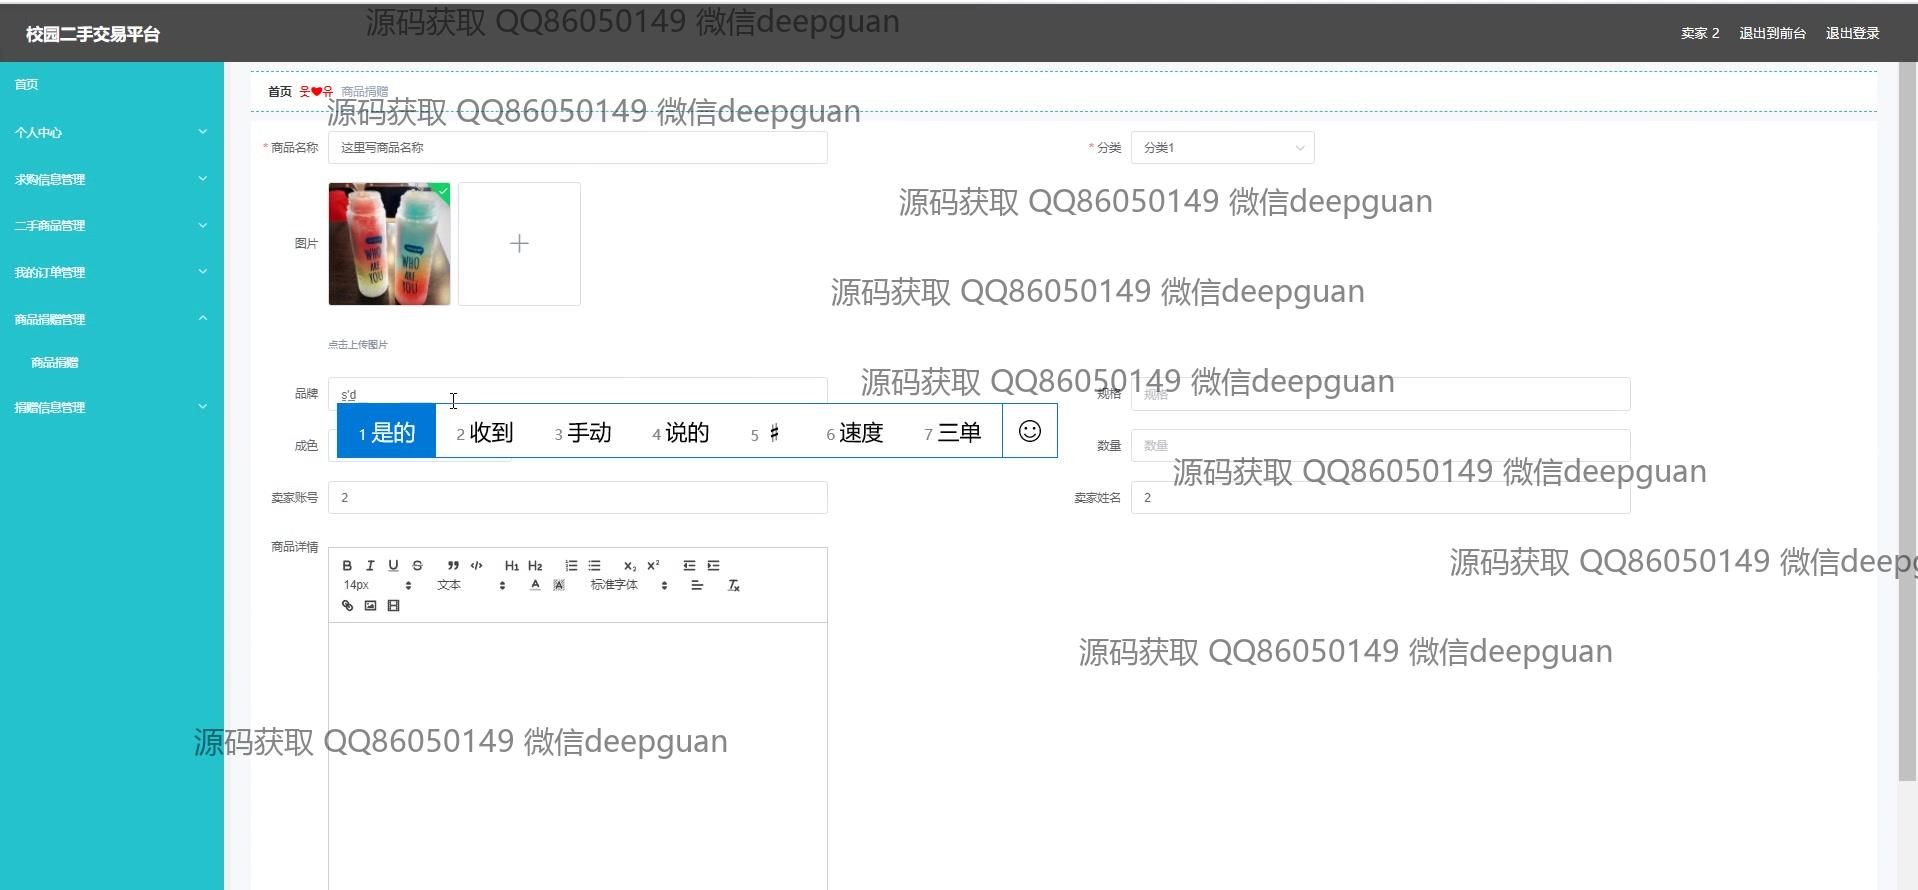 校园二手交易平台
源码获取 QQ86050149 微信deepguan
卖家 2 退出到前台 退出登录
首页
个人中心
求购信息管理
二手商品管理
我的订单管理
商品捐赠管理
商品捐赠
捐赠信息管理
首页 웃❤유 商品捐赠
源码获取 QQ86050149 微信deepguan
* 商品名称 这里写商品名称
* 分类 分类1
源码获取 QQ86050149 微信deepguan
图片
WHO ARE YOU
WHO ARE YOU
源码获取 QQ86050149 微信deepguan
点击上传图片
源码获取 QQ86050149 微信deepguan
品牌 s'd
规格 规格
1 是的 2 收到 3 手动 4 说的 5 ♯ 6 速度 7 三单
成色
数量 数量
源码获取 QQ86050149 微信deepguan
卖家账号 2
卖家姓名 2
商品详情
B I U S ” </> H1 H2 X2 X2
14px 文本 A A 标准字体 Tx
源码获取 QQ86050149 微信deepg
源码获取 QQ86050149 微信deepguan
源码获取 QQ86050149 微信deepguan